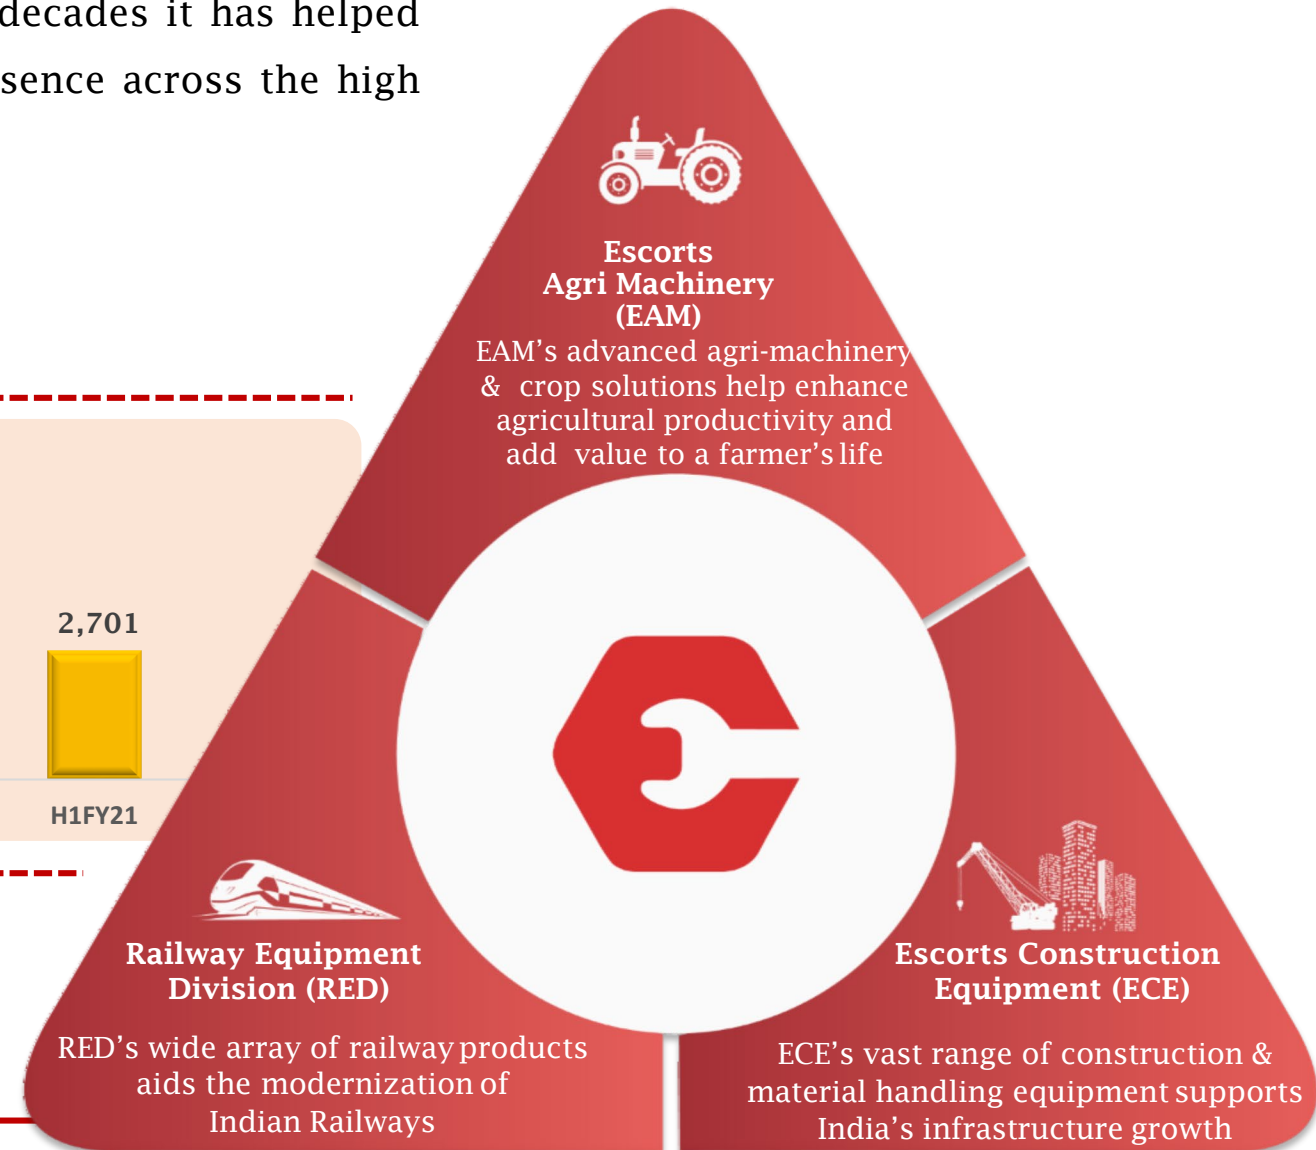 decades it has helped
esence across the high
Escorts
Agri Machinery
(EAM)
EAM’s advanced agri-machinery
& crop solutions help enhance
agricultural productivity and
add value to a farmer’s life
2,701
H1FY21
Railway Equipment
Division (RED)
RED’s wide array of railway products
aids the modernization of
Indian Railways
Escorts Construction
Equipment (ECE)
ECE’s vast range of construction &
material handling equipment supports
India’s infrastructure growth